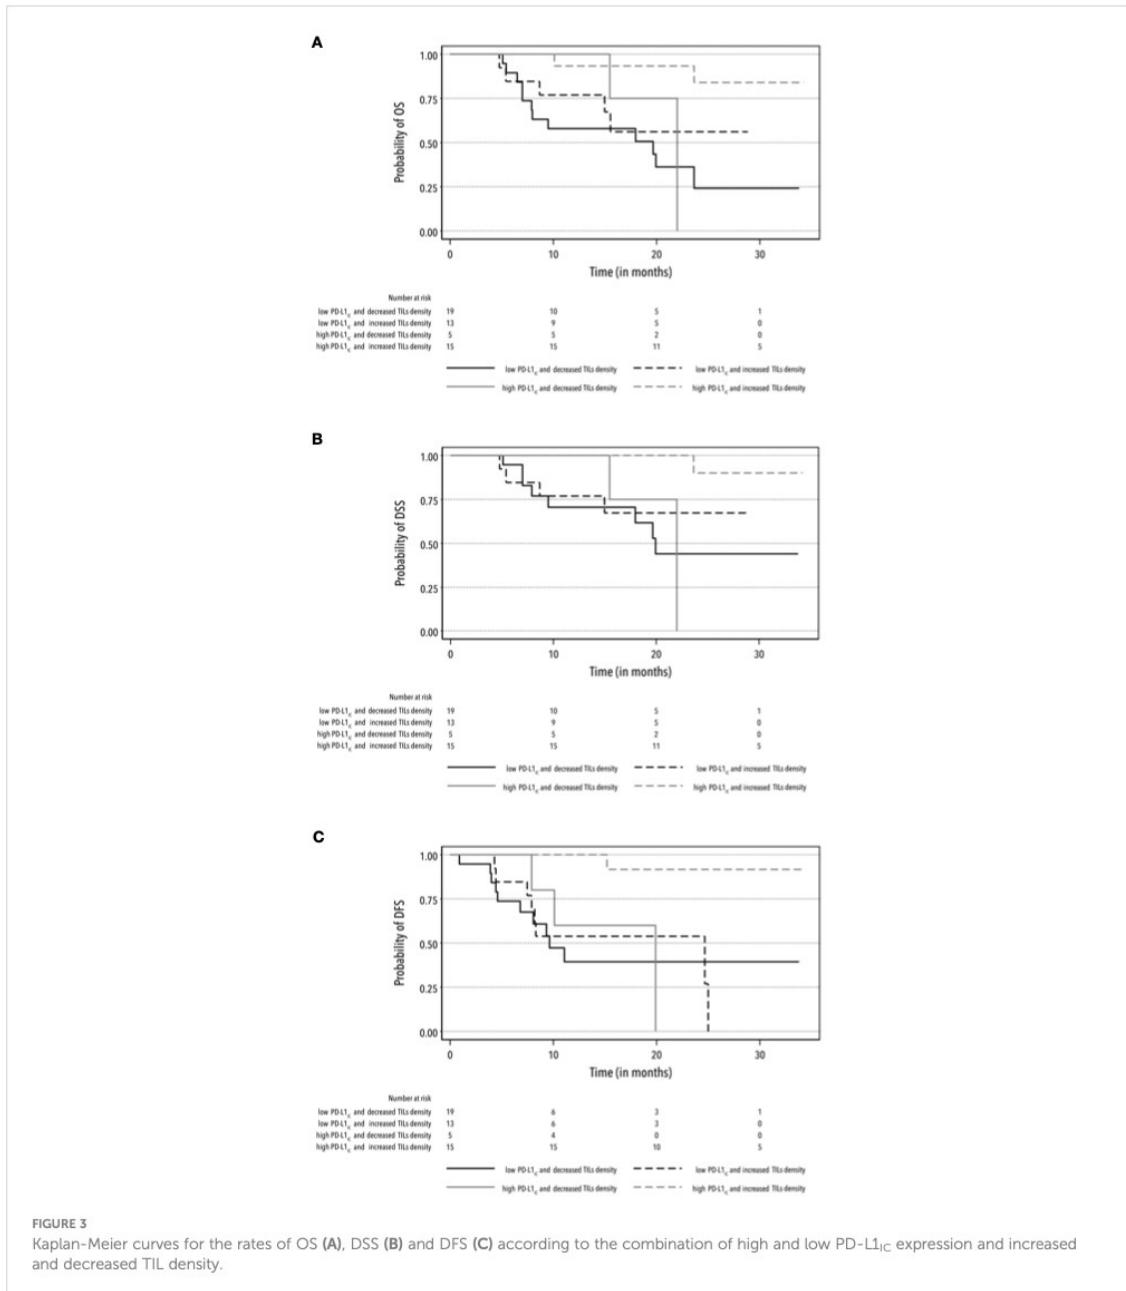 A
1.00
0.75
0.50
0.25
0.00
Probability of OS
0 10 20 30
Time (in months)
Number at risk
low PD-L1IC and decreased TILs density 19 10 5 1
low PD-L1IC and increased TILs density 13 9 5 0
high PD-L1IC and decreased TILs density 5 5 2 0
high PD-L1IC and increased TILs density 15 15 11 5
low PD-L1IC and decreased TILs density low PD-L1IC and increased TILs density
high PD-L1IC and decreased TILs density high PD-L1IC and increased TILs density
B
1.00
0.75
0.50
0.25
0.00
Probability of DSS
0 10 20 30
Time (in months)
Number at risk
low PD-L1IC and decreased TILs density 19 10 5 1
low PD-L1IC and increased TILs density 13 9 5 0
high PD-L1IC and decreased TILs density 5 5 2 0
high PD-L1IC and increased TILs density 15 15 11 5
low PD-L1IC and decreased TILs density low PD-L1IC and increased TILs density
high PD-L1IC and decreased TILs density high PD-L1IC and increased TILs density
C
1.00
0.75
0.50
0.25
0.00
Probability of DFS
0 10 20 30
Time (in months)
Number at risk
low PD-L1IC and decreased TILs density 19 6 3 1
low PD-L1IC and increased TILs density 13 6 3 0
high PD-L1IC and decreased TILs density 5 4 0 0
high PD-L1IC and increased TILs density 15 15 10 5
low PD-L1IC and decreased TILs density low PD-L1IC and increased TILs density
high PD-L1IC and decreased TILs density high PD-L1IC and increased TILs density
FIGURE 3
Kaplan-Meier curves for the rates of OS (A), DSS (B) and DFS (C) according to the combination of high and low PD-L1IC expression and increased
and decreased TIL density.